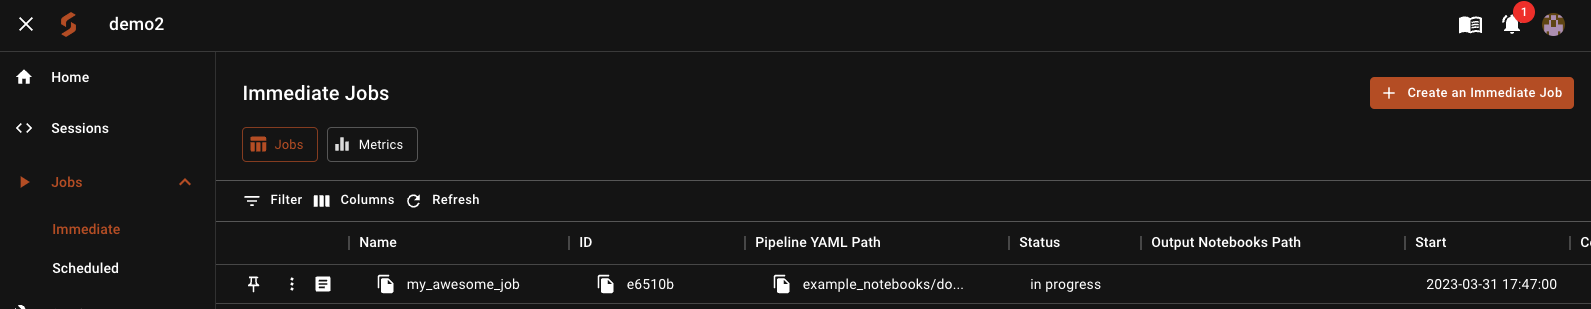 demo2
1
Home
Sessions
Jobs
Immediate
Scheduled
Immediate Jobs
+ Create an Immediate Job
Jobs Metrics
Filter Columns Refresh
Name ID Pipeline YAML Path Status Output Notebooks Path Start
my_awesome_job e6510b example_notebooks/do... in progress 2023-03-31 17:47:00